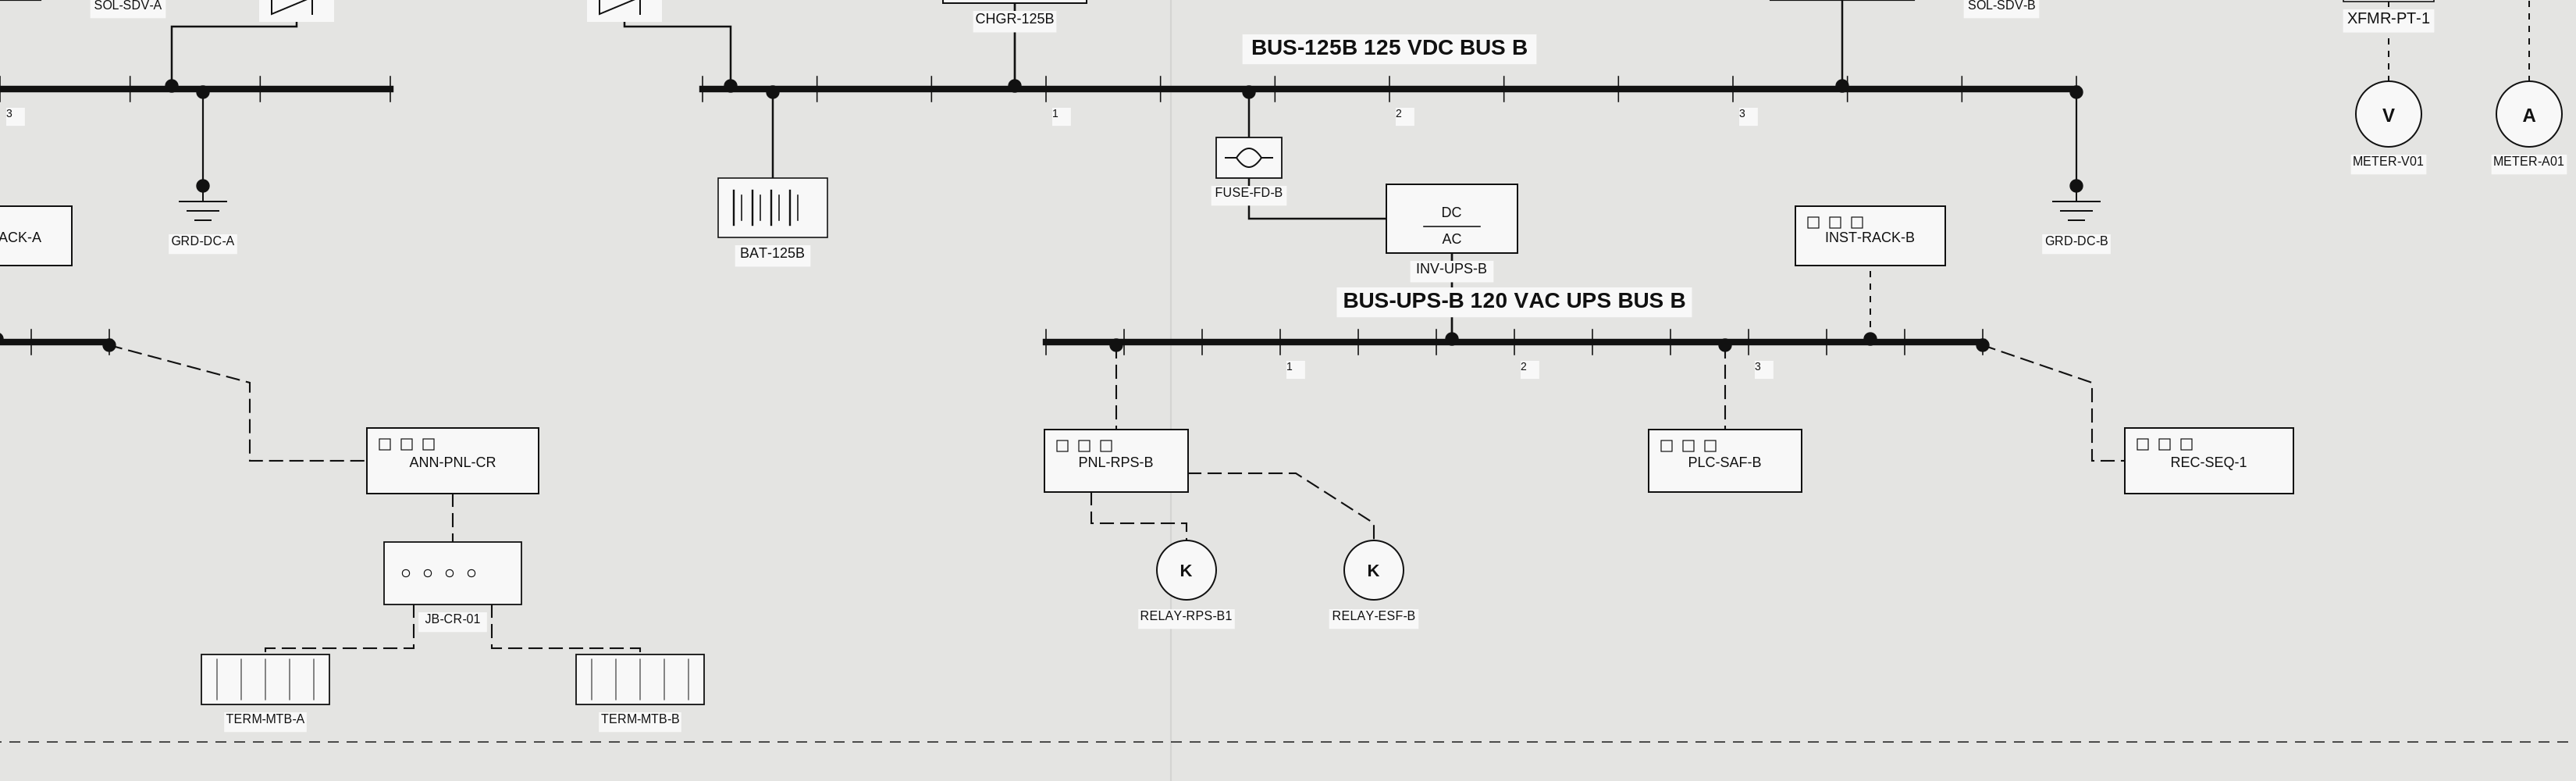 SOL-SDV-A
CHGR-125B
SOL-SDV-B
XFMR-PT-1
BUS-125B 125 VDC BUS B
3
1
2
3
V
A
METER-V01
METER-A01
FUSE-FD-B
ACK-A
GRD-DC-A
BAT-125B
DC
AC
INV-UPS-B
INST-RACK-B
GRD-DC-B
BUS-UPS-B 120 VAC UPS BUS B
1
2
3
ANN-PNL-CR
PNL-RPS-B
PLC-SAF-B
REC-SEQ-1
K
K
JB-CR-01
RELAY-RPS-B1
RELAY-ESF-B
TERM-MTB-A
TERM-MTB-B